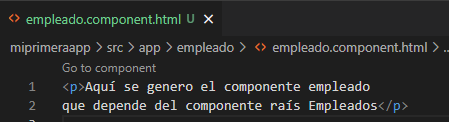 <> empleado.component.html U ×
miprimeraapp > src > app > empleado > <> empleado.component.html > ...
Go to component
1 <p>Aquí se genero el componente empleado
2 que depende del componente raís Empleados</p>